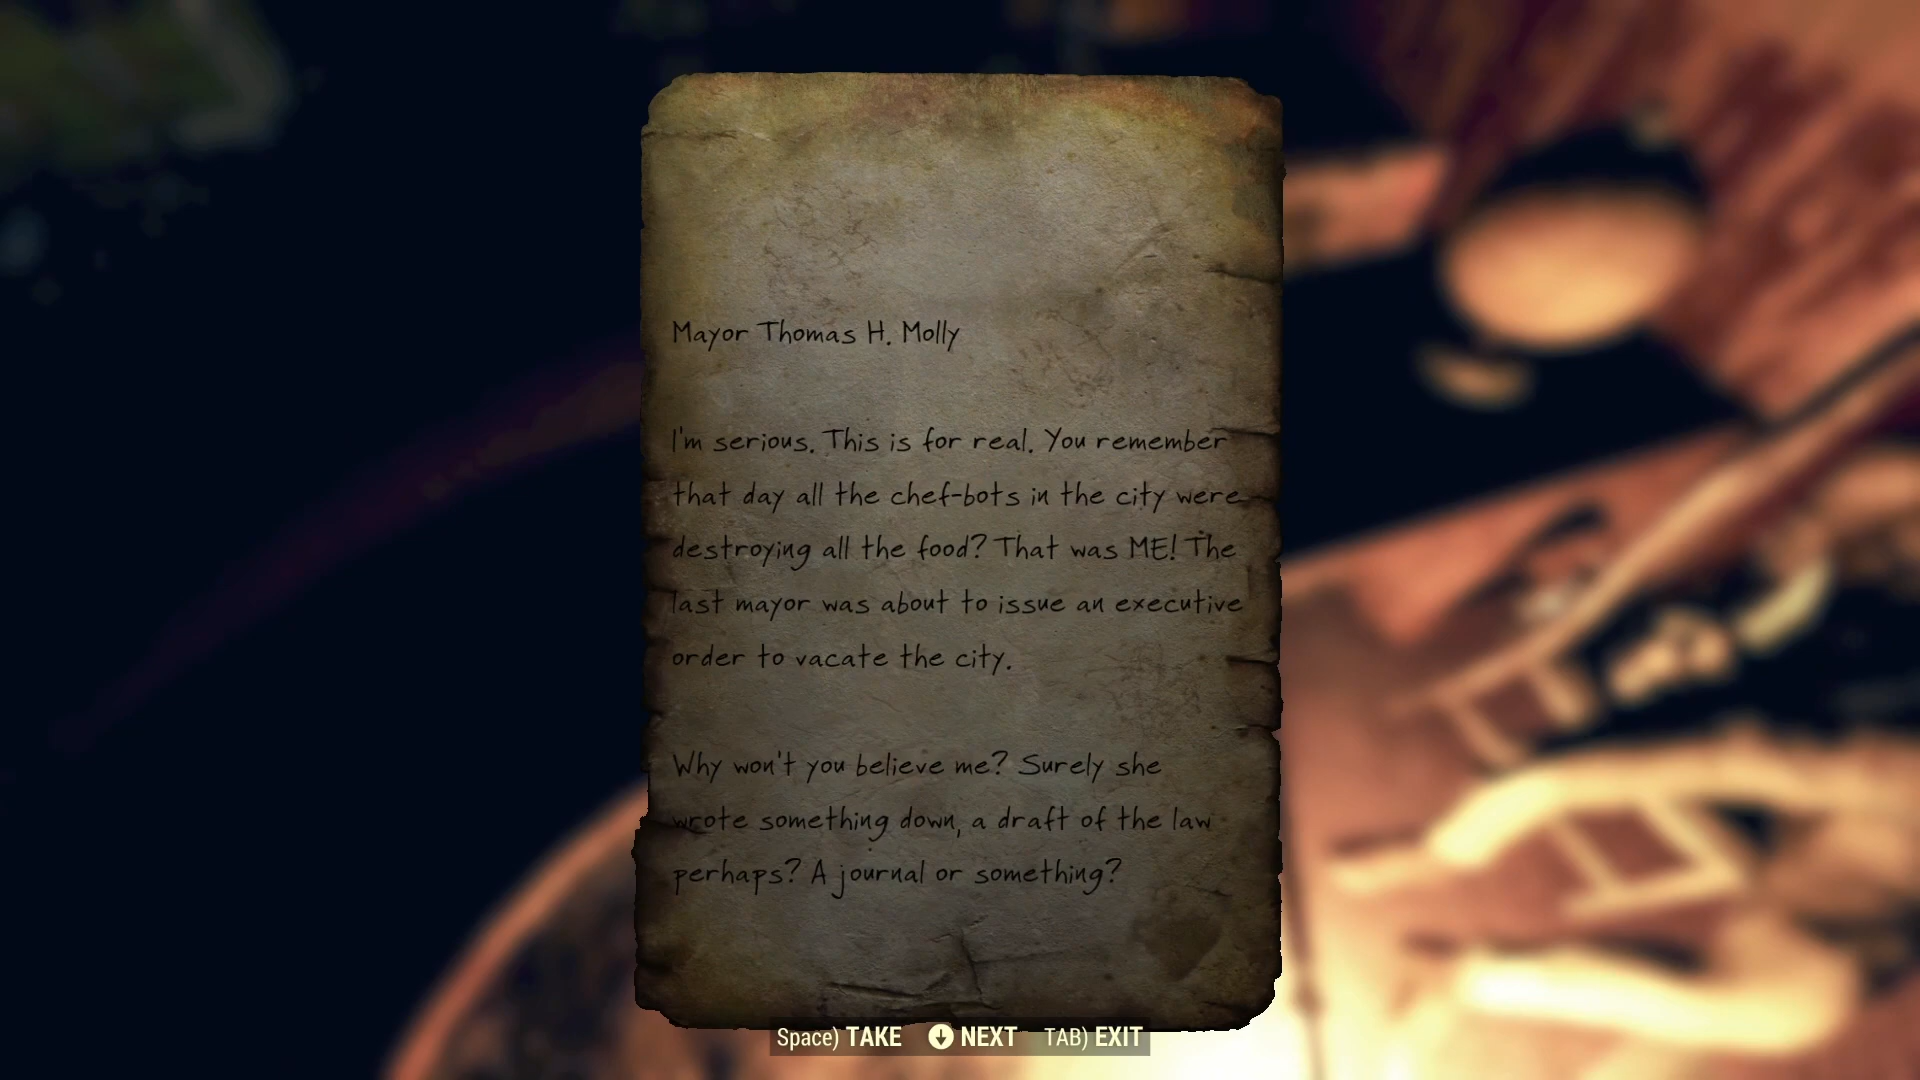 Mayor Thomas H. Molly
I'm serious. This is for real. You remember
that day all the chef-bots in the city were
destroying all the food? That was ME! The
last mayor was about to issue an executive
order to vacate the city.
Why won't you believe me? Surely she
wrote something down, a draft of the law
perhaps? A journal or something?
Space) TAKE NEXT TAB) EXIT